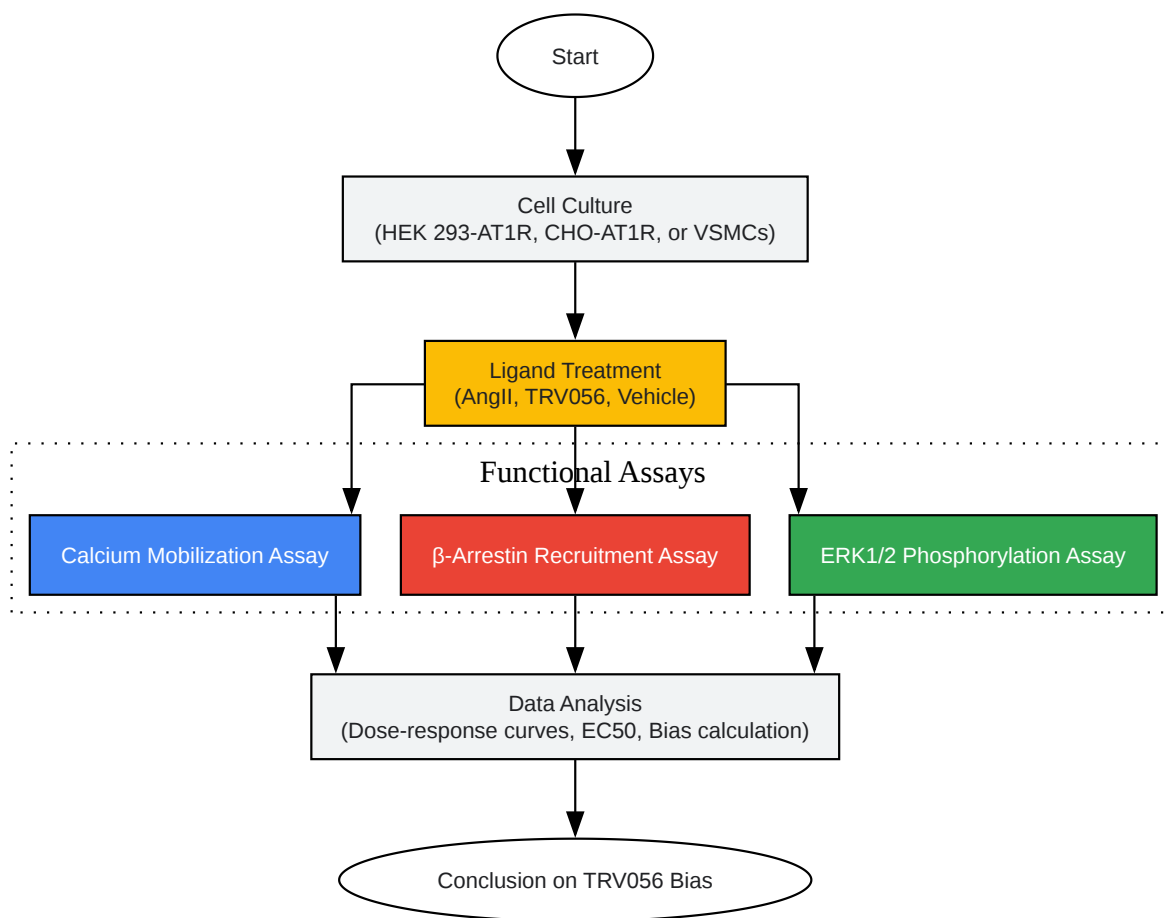 Start
Cell Culture
(HEK 293-AT1R, CHO-AT1R, or VSMCs)
Ligand Treatment
(AngII, TRV056, Vehicle)
Functional Assays
Calcium Mobilization Assay
β-Arrestin Recruitment Assay
ERK1/2 Phosphorylation Assay
Data Analysis
(Dose-response curves, EC50, Bias calculation)
Conclusion on TRV056 Bias